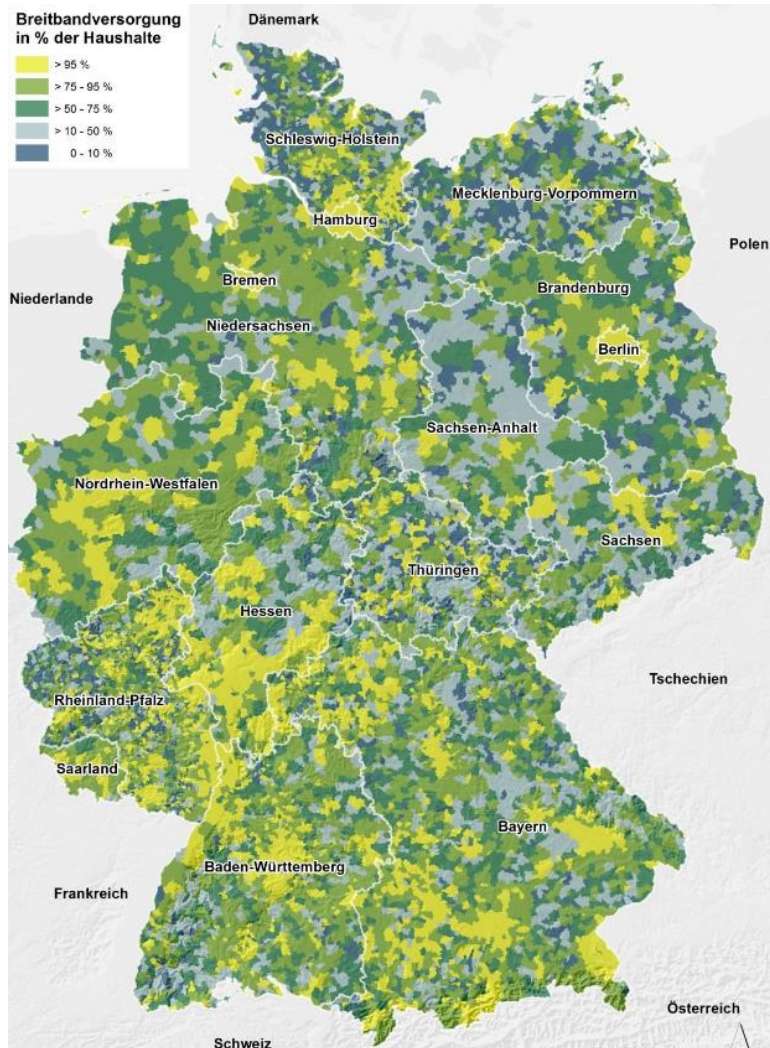 Breitbandversorgung
in % der Haushalte
> 95 %
> 75 - 95 %
> 50 - 75 %
> 10 - 50 %
0 - 10 %
Dänemark
Schleswig-Holstein
Mecklenburg-Vorpommern
Hamburg
Polen
Bremen
Brandenburg
Niederlande
Niedersachsen
Berlin
Sachsen-Anhalt
Nordrhein-Westfalen
Sachsen
Thüringen
Hessen
Tschechien
Rheinland-Pfalz
Saarland
Bayern
Baden-Württemberg
Frankreich
Österreich
Schweiz